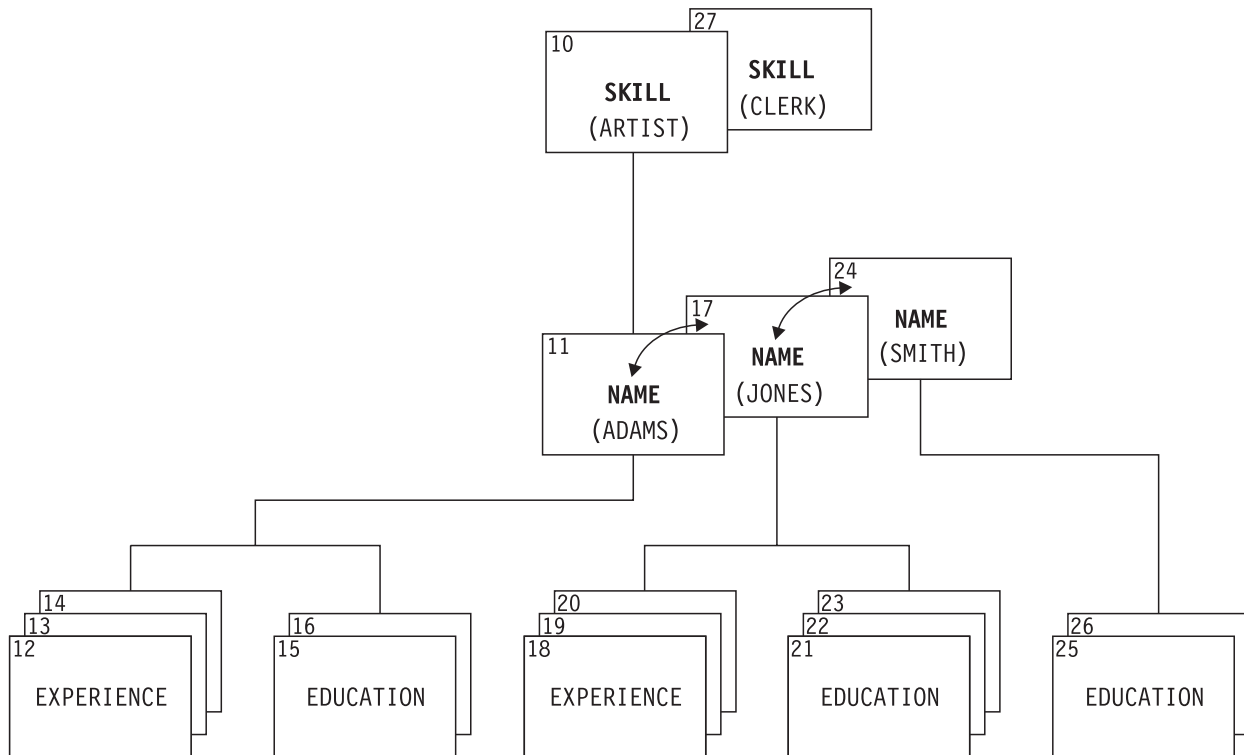 27
10
SKILL
(CLERK)
SKILL
(ARTIST)
24
17
NAME
(SMITH)
11
NAME
(JONES)
NAME
(ADAMS)
14
13
12
EXPERIENCE
16
15
EDUCATION
20
19
18
EXPERIENCE
23
22
21
EDUCATION
26
25
EDUCATION